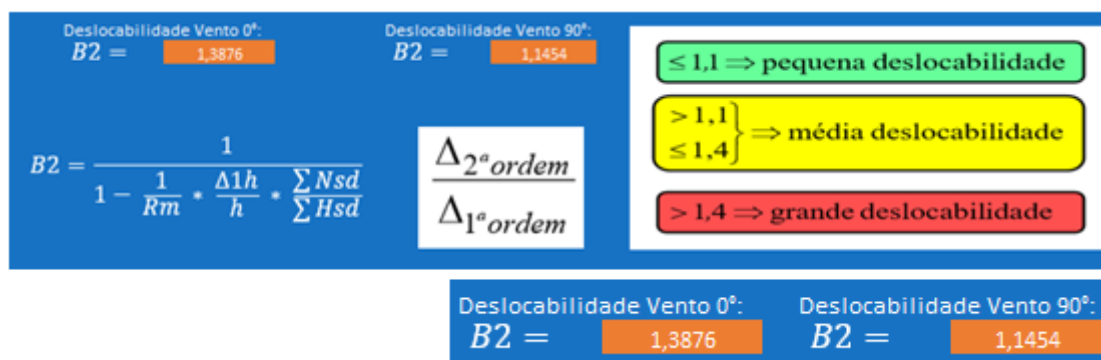 Deslocabilidade Vento 0°:
B2 = 1,3876
Deslocabilidade Vento 90°:
B2 = 1,1454
≤ 1,1 ⇒ pequena deslocabilidade
> 1,1
≤ 1,4} ⇒ média deslocabilidade
> 1,4 ⇒ grande deslocabilidade
B2 = 1 / (1 − 1/Rm * Δ1h/h * ∑Nsd/∑Hsd)
Δ2ª ordem
Δ1ª ordem
Deslocabilidade Vento 0°:
B2 = 1,3876
Deslocabilidade Vento 90°:
B2 = 1,1454